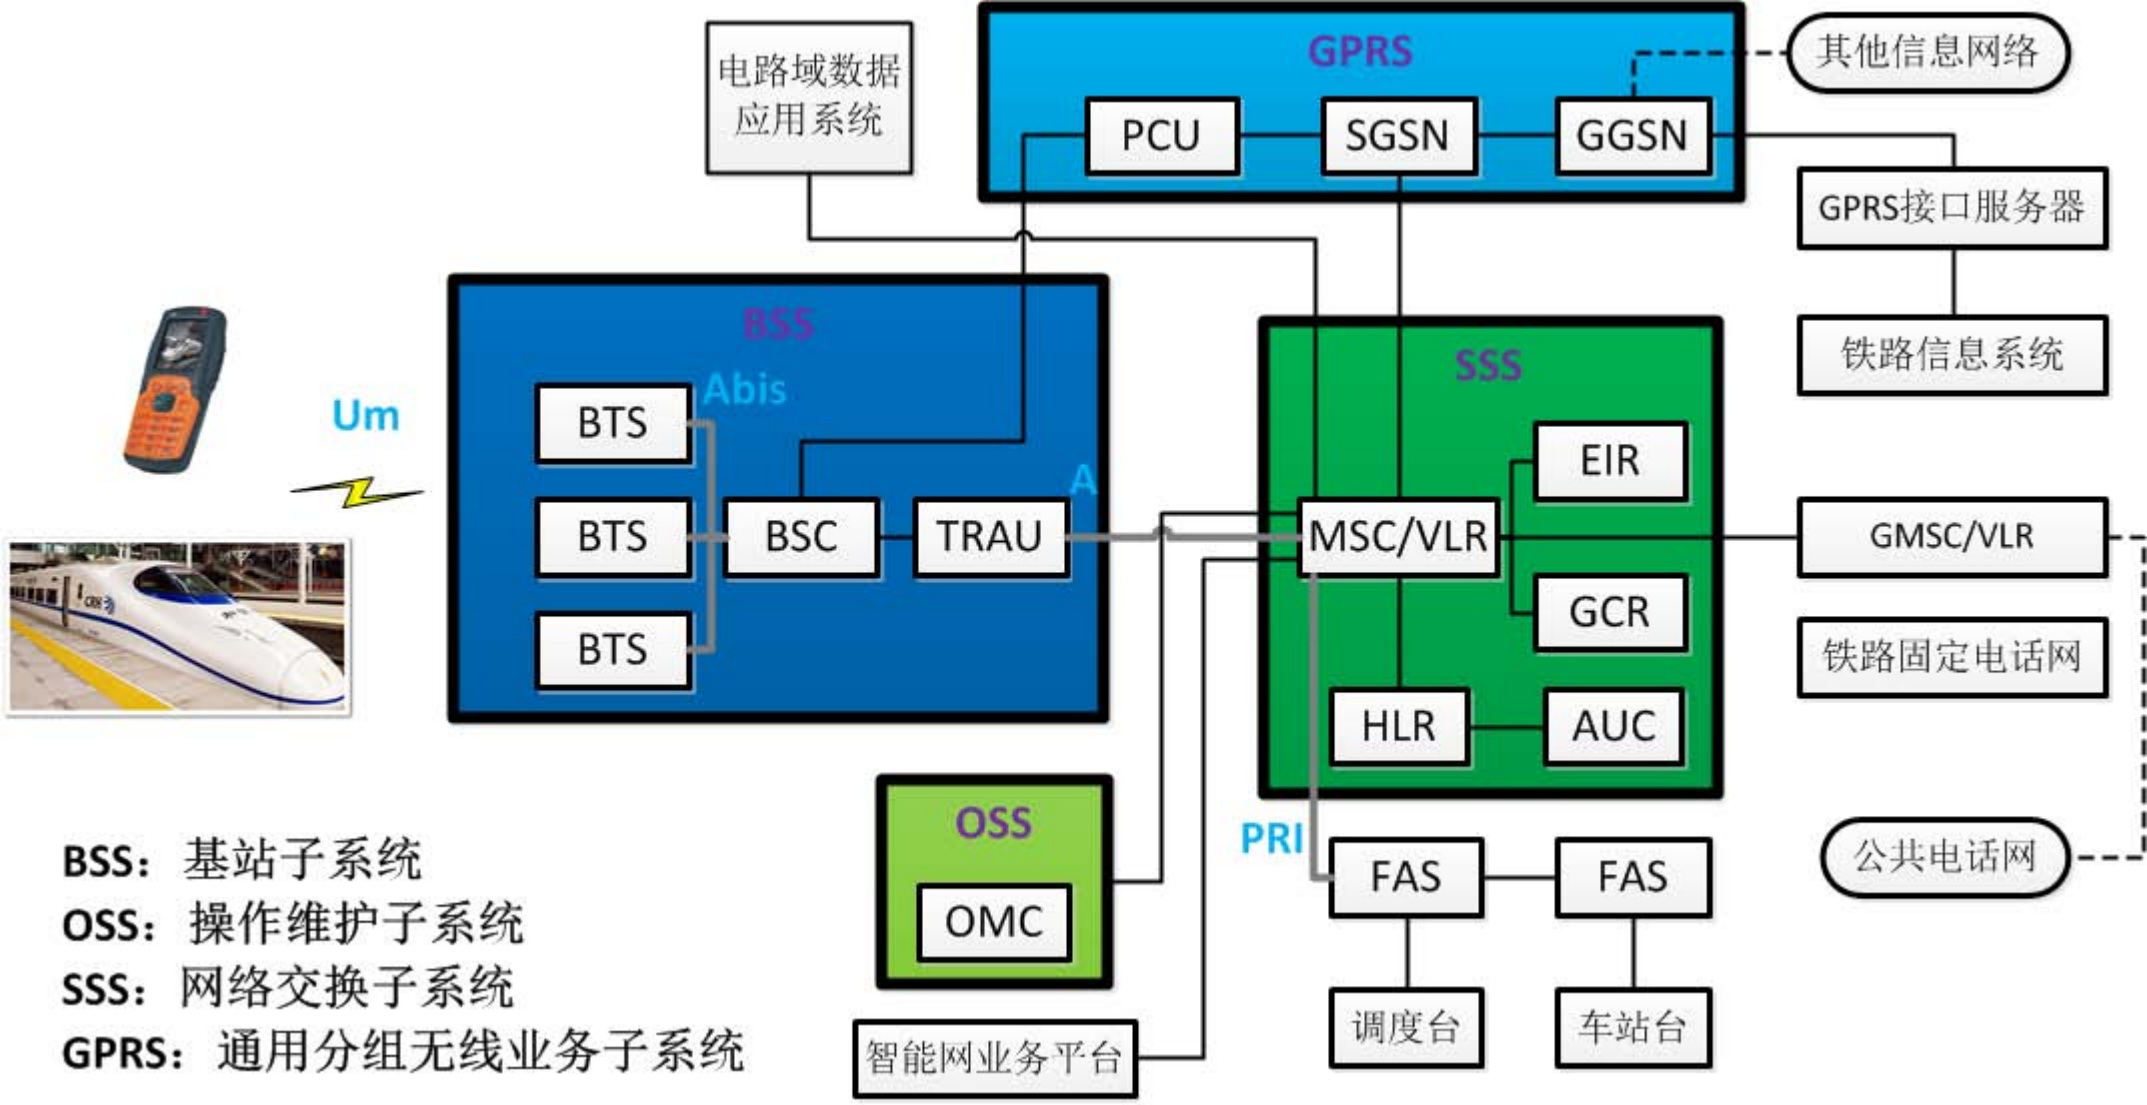 电路域数据
应用系统
GPRS
PCU
SGSN
GGSN
其他信息网络
GPRS接口服务器
铁路信息系统
BSS
Abis
Um
BTS
BTS
BTS
BSC
TRAU
A
SSS
EIR
MSC/VLR
GCR
HLR
AUC
GMSC/VLR
铁路固定电话网
公共电话网
OSS
OMC
智能网业务平台
PRI
FAS
FAS
调度台
车站台
BSS：基站子系统
OSS：操作维护子系统
SSS：网络交换子系统
GPRS：通用分组无线业务子系统
CRH